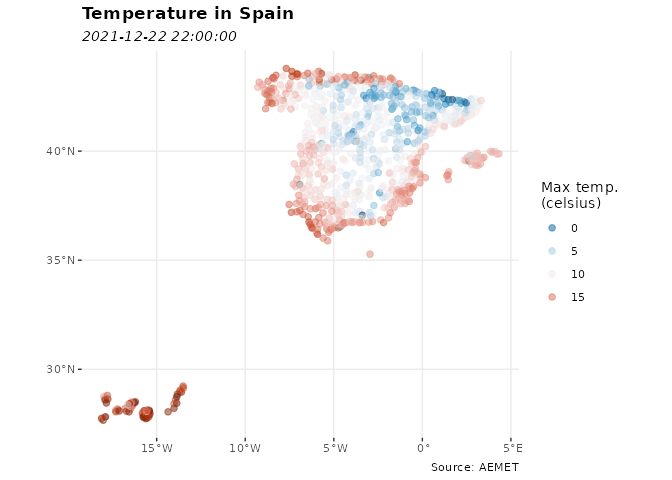 Temperature in Spain
2021-12-22 22:00:00
40°N
35°N
30°N
15°W
10°W
5°W
0°
5°E
Max temp.
(celsius)
0
5
10
15
Source: AEMET